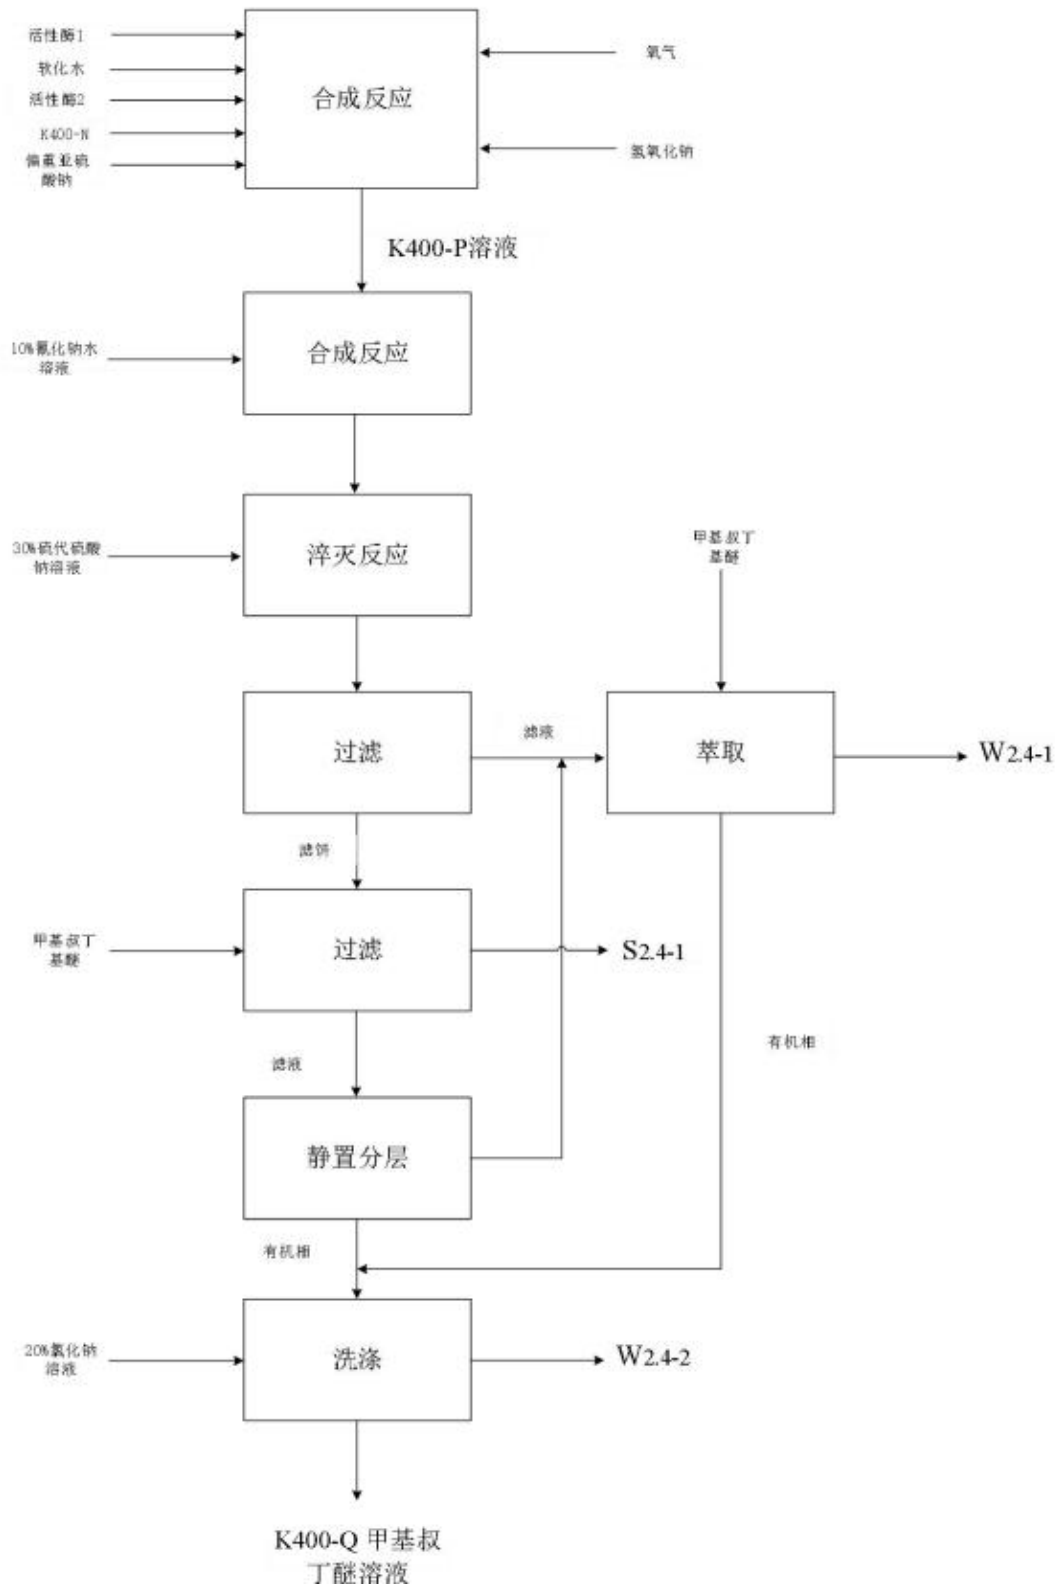 活性酶1
软化水
活性酶2
K400-N
偏重亚硫
酸钠
合成反应
氧气
氢氧化钠
K400-P溶液
10%氰化钠水
溶液
合成反应
30%硫代硫酸
钠溶液
淬灭反应
甲基叔丁
基醚
过滤
滤液
萃取
W2.4-1
滤饼
甲基叔丁
基醚
过滤
S2.4-1
滤液
有机相
静置分层
有机相
20%氯化钠
溶液
洗涤
W2.4-2
K400-Q 甲基叔
丁醚溶液